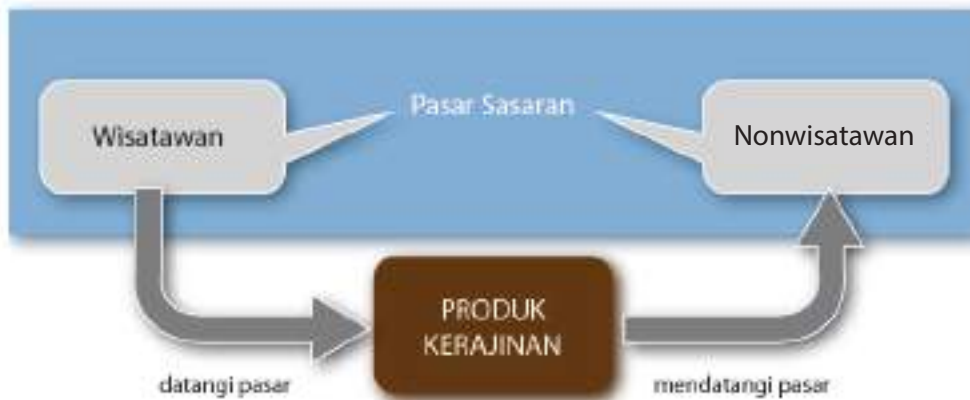 Pasar Sasaran
Wisatawan
Nonwisatawan
PRODUK
KERAJINAN
datangi pasar
mendatangi pasar